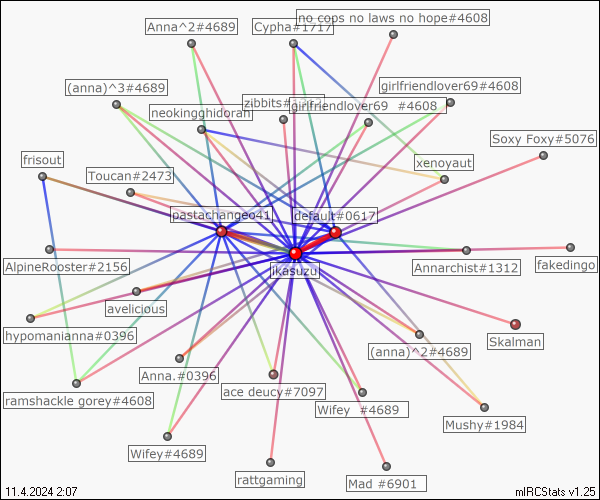 no cops no laws no hope#4608
Anna^2#4689
Cypha#1717
(anna)^3#4689
girlfriendlover69#4608
girlfriendlover69 #4608
neokingghidorah
Soxy Foxy#5076
frisout
xenoyaut
Toucan#2473
pastachangeo41
default#0617
AlpineRooster#2156
ikasuzu
Annarchist#1312
fakedingo
avelicious
hypomanianna#0396
Skalman
(anna)^2#4689
Anna.#0396
ace deucy#7097
ramshackle gorey#4608
Wifey #4689
Mushy#1984
Wifey#4689
rattgaming
Mad #6901
11.4.2024 2:07
mIRCStats v1.25